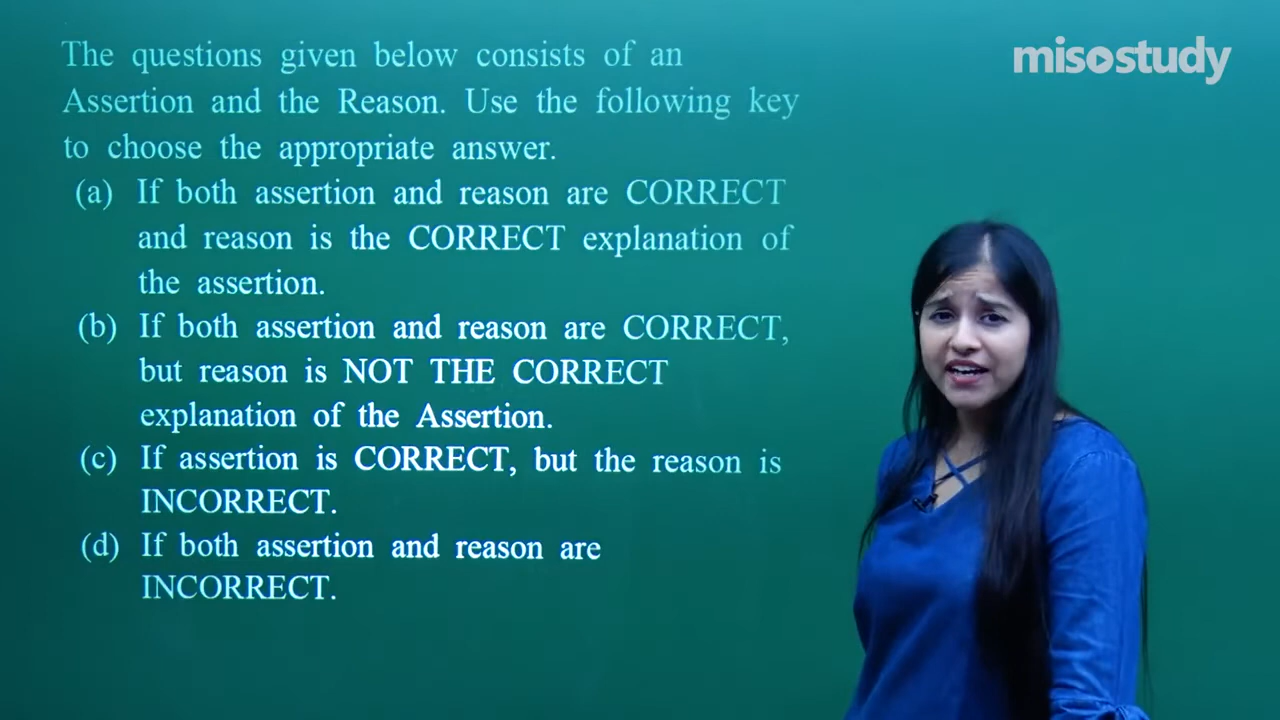 The questions given below consists of an
Assertion and the Reason. Use the following key
to choose the appropriate answer.
(a) If both assertion and reason are CORRECT
and reason is the CORRECT explanation of
the assertion.
(b) If both assertion and reason are CORRECT,
but reason is NOT THE CORRECT
explanation of the Assertion.
(c) If assertion is CORRECT, but the reason is
INCORRECT.
(d) If both assertion and reason are
INCORRECT.
misostudy